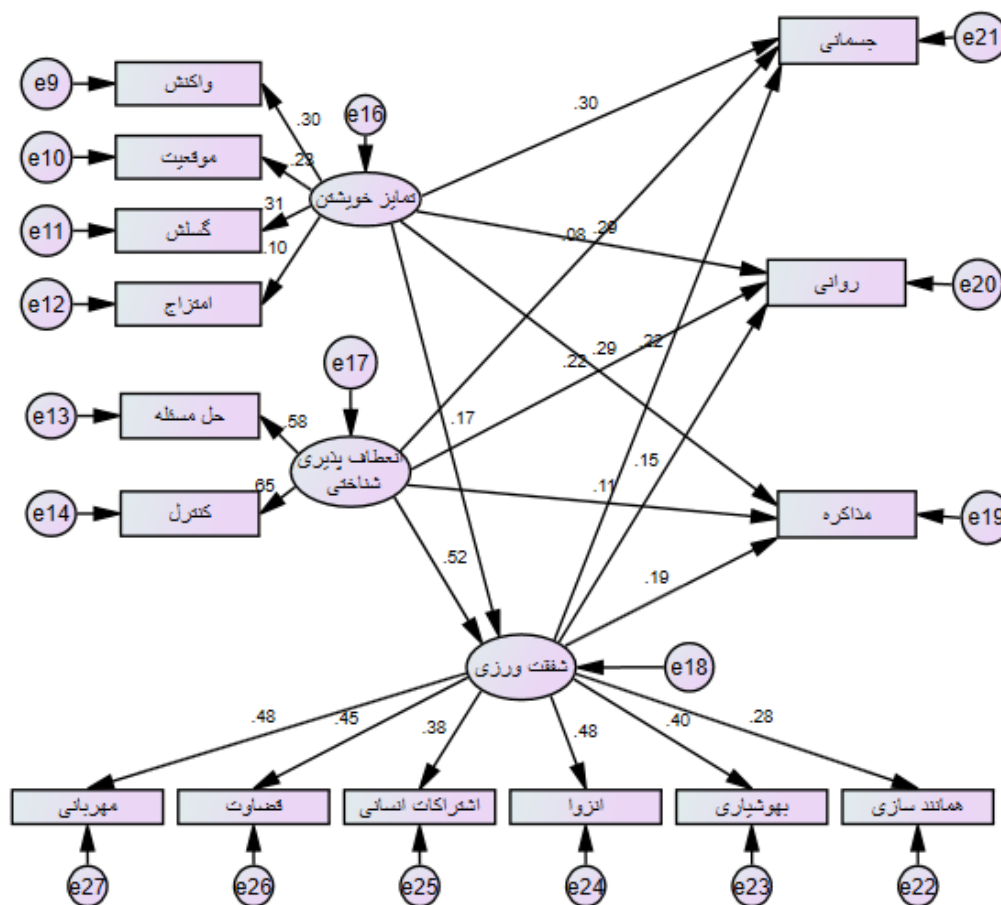 e21
جسمانی
e9
واکنش
.30
e16
.30
e10
موقعیت
.23
تمایز خویشتن
e11
گسلش
.31
.08
.29
e12
امتزاج
.10
روانی
e20
e17
.22
.22
.29
e13
حل مسئله
.58
.17
انعطاف پذیری
شناختی
.15
e14
کنترل
.65
.11
مذاکره
e19
.52
.19
شفقت ورزی
e18
.48
.45
.38
.48
.40
.28
مهربانی
قضاوت
اشتراکات انسانی
انزوا
بهوشیاری
همانند سازی
e27
e26
e25
e24
e23
e22